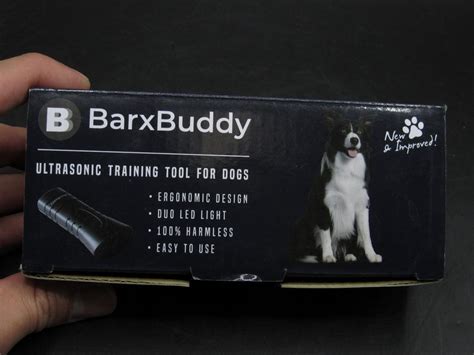 B BarxBuddy
New
& Improved!
ULTRASONIC TRAINING TOOL FOR DOGS
• ERGONOMIC DESIGN
• DUO LED LIGHT
• 100% HARMLESS
• EASY TO USE